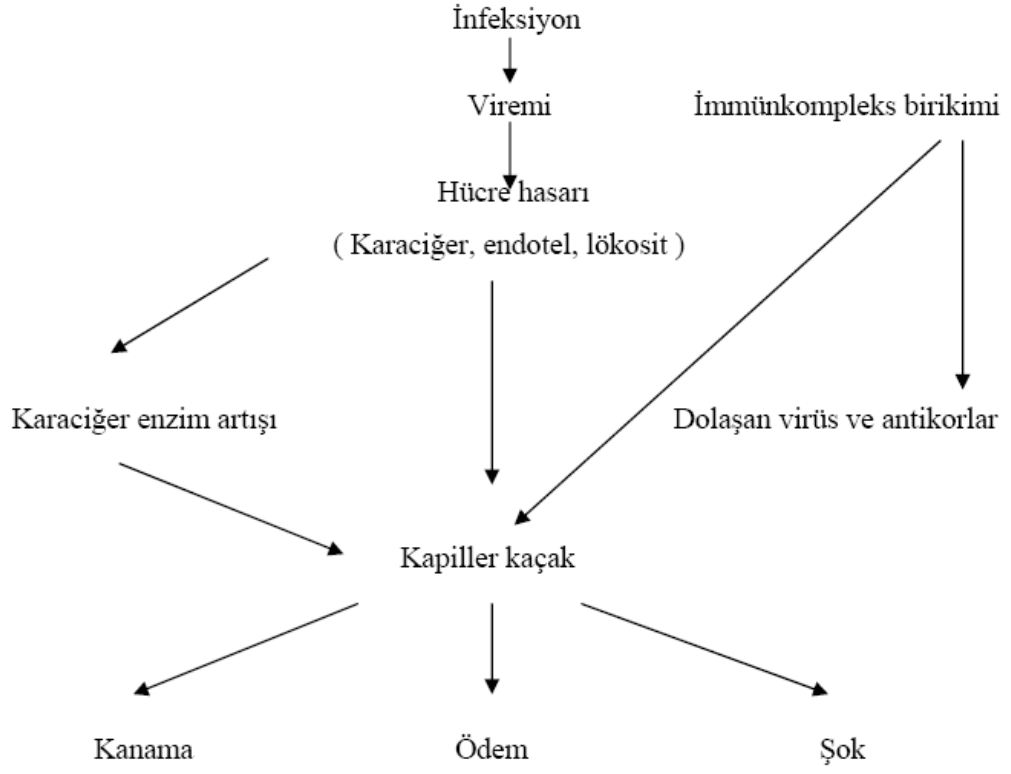 İnfeksiyon
Viremi
İmmünkompleks birikimi
Hücre hasarı
( Karaciğer, endotel, lökosit )
Karaciğer enzim artışı
Dolaşan virüs ve antikorlar
Kapiller kaçak
Kanama
Ödem
Şok